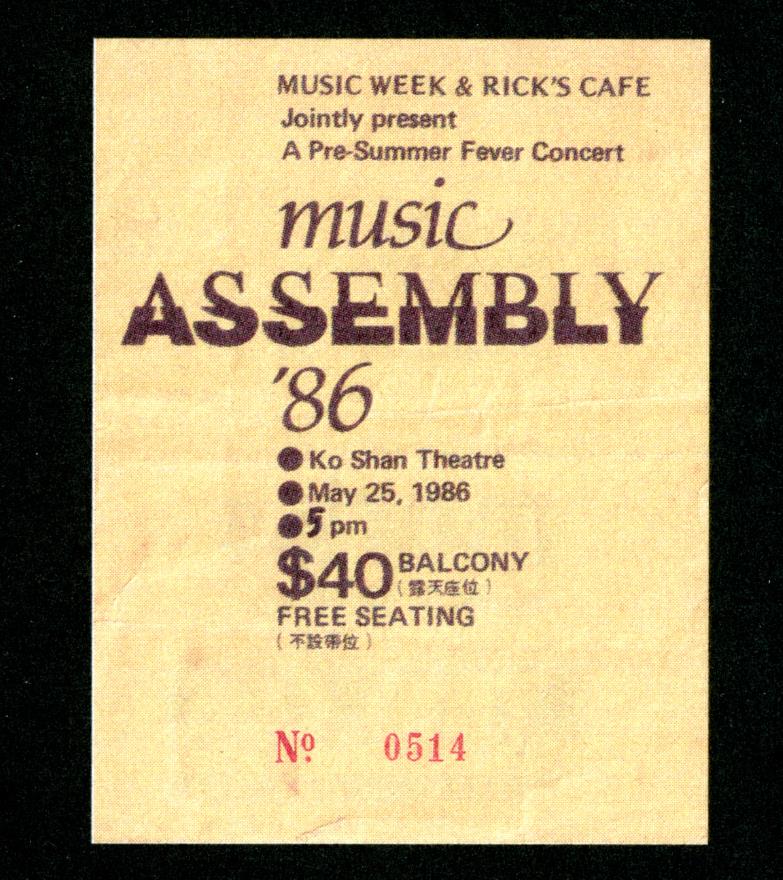 MUSIC WEEK & RICK'S CAFE
Jointly present
A Pre-Summer Fever Concert
music
ASSEMBLY
'86
● Ko Shan Theatre
● May 25, 1986
● 5 pm
$40 BALCONY
(露天座位)
FREE SEATING
(不設帶位)
Nº 0514